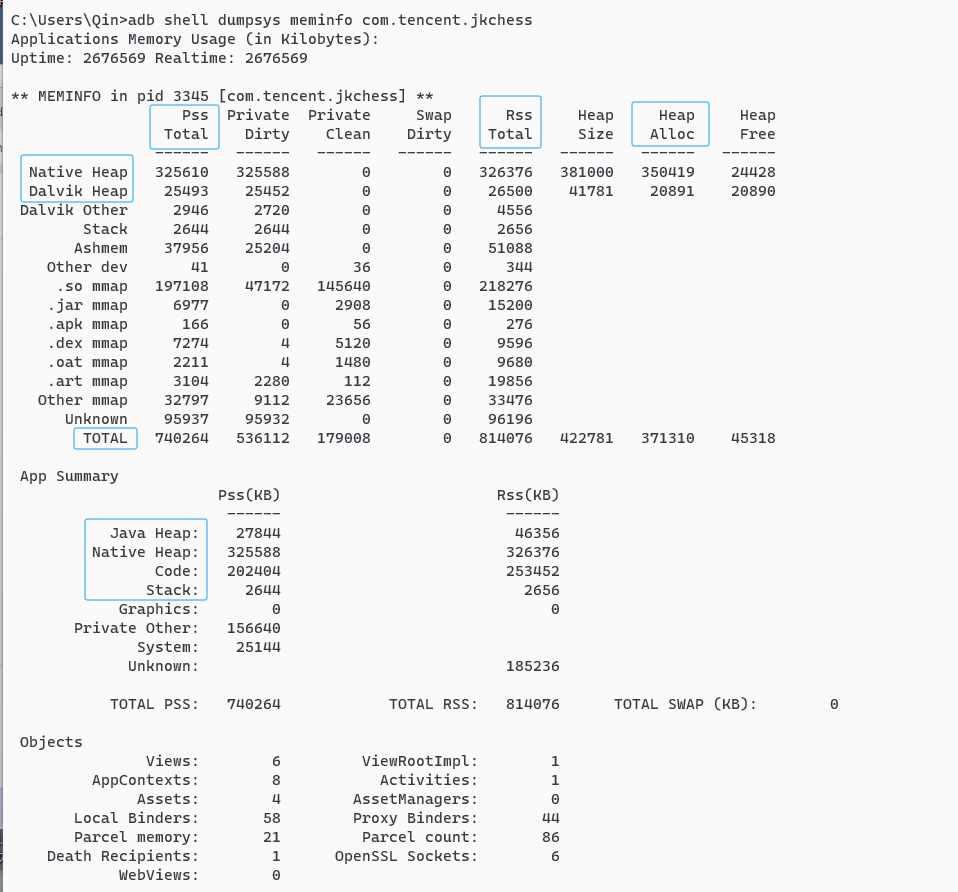 C:\Users\Qin>adb shell dumpsys meminfo com.tencent.jkchess
Applications Memory Usage (in Kilobytes):
Uptime: 2676569 Realtime: 2676569
** MEMINFO in pid 3345 [com.tencent.jkchess] **
Pss Private Private Swap Rss Heap Heap Heap
Total Dirty Clean Dirty Total Size Alloc Free
------ ------ ------ ------ ------ ------ ------ ------
Native Heap 325610 325588 0 0 326376 381000 350419 24428
Dalvik Heap 25493 25452 0 0 26500 41781 20891 20890
Dalvik Other 2946 2720 0 0 4556
Stack 2644 2644 0 0 2656
Ashmem 37956 25204 0 0 51088
Other dev 41 0 36 0 344
.so mmap 197108 47172 145640 0 218276
.jar mmap 6977 0 2908 0 15200
.apk mmap 166 0 56 0 276
.dex mmap 7274 4 5120 0 9596
.oat mmap 2211 4 1480 0 9680
.art mmap 3104 2280 112 0 19856
Other mmap 32797 9112 23656 0 33476
Unknown 95937 95932 0 0 96196
TOTAL 740264 536112 179008 0 814076 422781 371310 45318
App Summary
Pss(KB) Rss(KB)
------ ------
Java Heap: 27844 46356
Native Heap: 325588 326376
Code: 202404 253452
Stack: 2644 2656
Graphics: 0 0
Private Other: 156640
System: 25144
Unknown: 185236
TOTAL PSS: 740264 TOTAL RSS: 814076 TOTAL SWAP (KB): 0
Objects
Views: 6 ViewRootImpl: 1
AppContexts: 8 Activities: 1
Assets: 4 AssetManagers: 0
Local Binders: 58 Proxy Binders: 44
Parcel memory: 21 Parcel count: 86
Death Recipients: 1 OpenSSL Sockets: 6
WebViews: 0